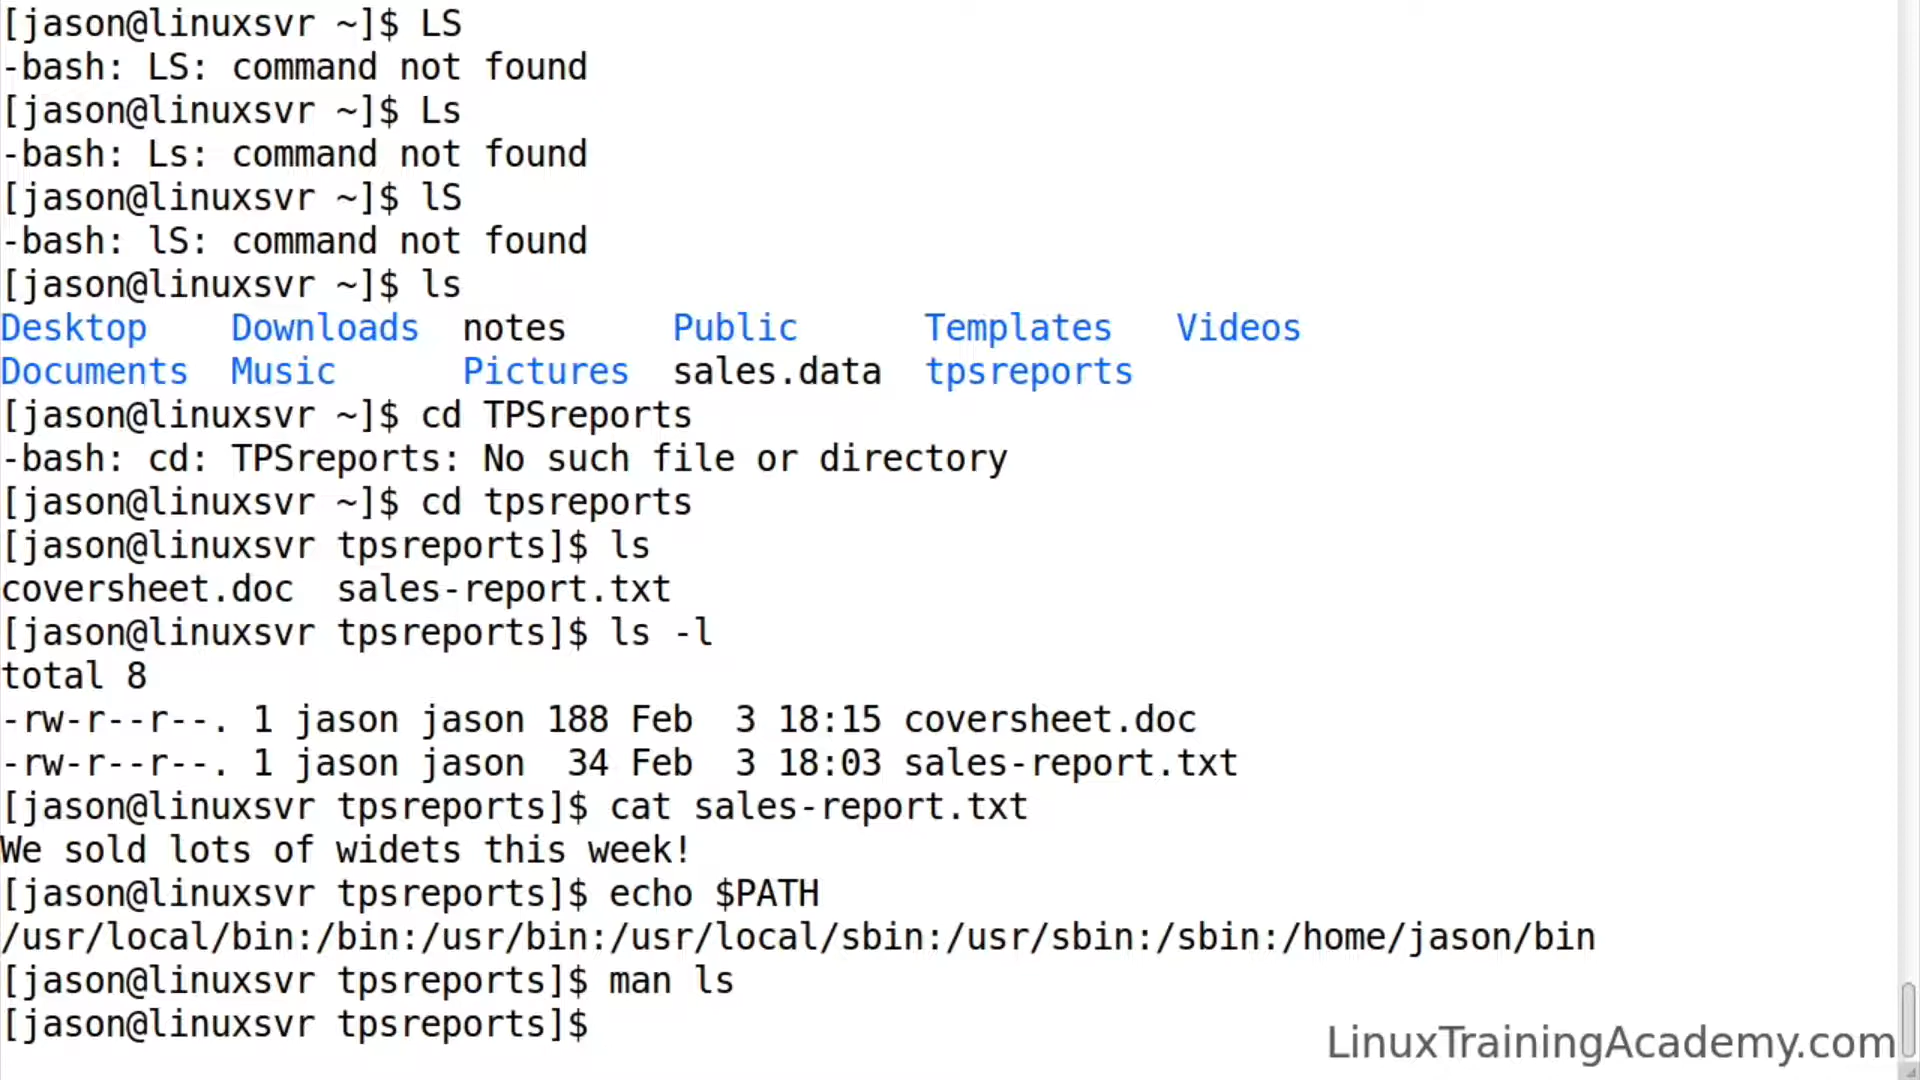 [jason@linuxsvr ~]$ LS
-bash: LS: command not found
[jason@linuxsvr ~]$ Ls
-bash: Ls: command not found
[jason@linuxsvr ~]$ lS
-bash: lS: command not found
[jason@linuxsvr ~]$ ls
Desktop    Downloads  notes     Public      Templates   Videos
Documents  Music      Pictures  sales.data  tpsreports
[jason@linuxsvr ~]$ cd TPSreports
-bash: cd: TPSreports: No such file or directory
[jason@linuxsvr ~]$ cd tpsreports
[jason@linuxsvr tpsreports]$ ls
coversheet.doc  sales-report.txt
[jason@linuxsvr tpsreports]$ ls -l
total 8
-rw-r--r--. 1 jason jason 188 Feb  3 18:15 coversheet.doc
-rw-r--r--. 1 jason jason  34 Feb  3 18:03 sales-report.txt
[jason@linuxsvr tpsreports]$ cat sales-report.txt
We sold lots of widets this week!
[jason@linuxsvr tpsreports]$ echo $PATH
/usr/local/bin:/bin:/usr/bin:/usr/local/sbin:/usr/sbin:/sbin:/home/jason/bin
[jason@linuxsvr tpsreports]$ man ls
[jason@linuxsvr tpsreports]$
LinuxTrainingAcademy.com